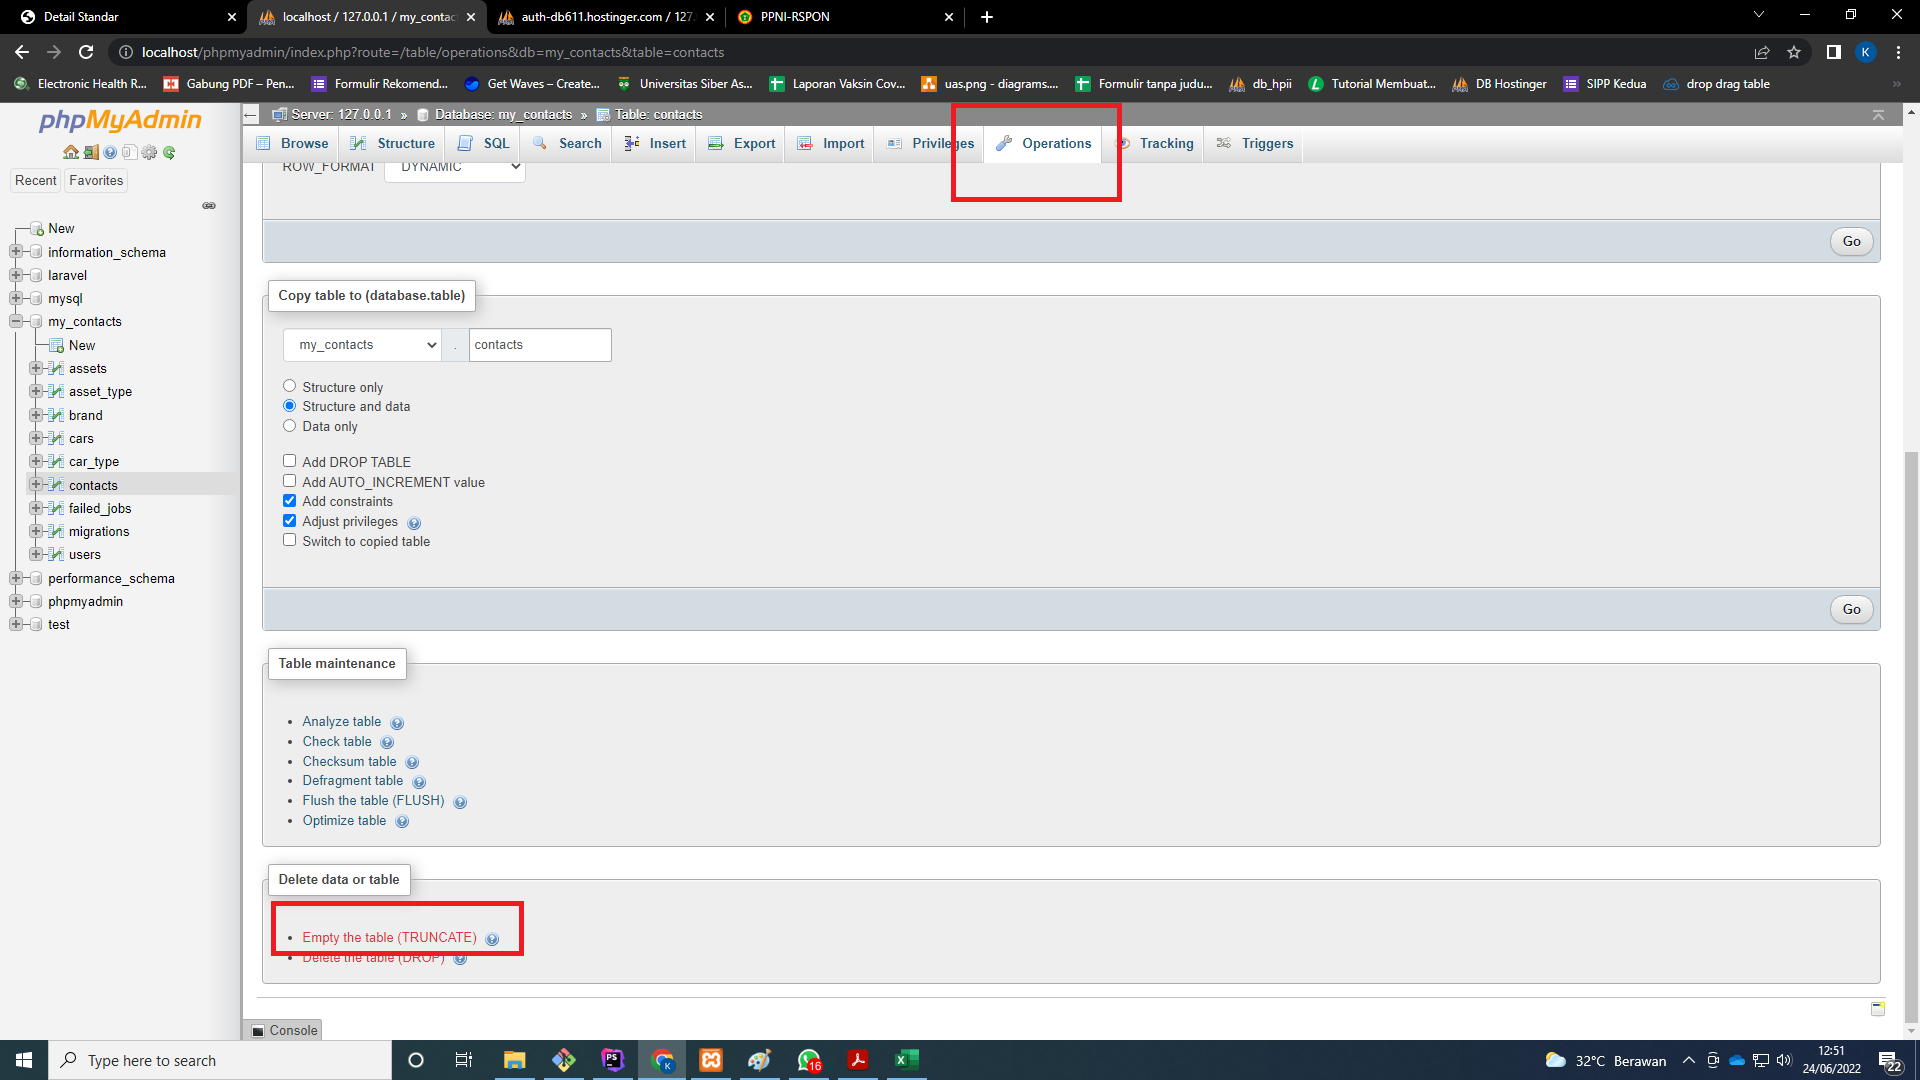 Detail Standar
localhost / 127.0.0.1 / my_contac
auth-db611.hostinger.com / 127.
PPNI-RSPON
localhost/phpmyadmin/index.php?route=/table/operations&db=my_contacts&table=contacts
K
Electronic Health R...
Gabung PDF – Pen...
Formulir Rekomend...
Get Waves – Create...
Universitas Siber As...
Laporan Vaksin Cov...
uas.png - diagrams....
Formulir tanpa judu...
db_hpii
Tutorial Membuat...
DB Hostinger
SIPP Kedua
drop drag table
»
phpMyAdmin
Recent
Favorites
New
information_schema
laravel
mysql
my_contacts
New
assets
asset_type
brand
cars
car_type
contacts
failed_jobs
migrations
users
performance_schema
phpmyadmin
test
Server: 127.0.0.1 » Database: my_contacts » Table: contacts
Browse
Structure
SQL
Search
Insert
Export
Import
Privileges
Operations
Tracking
Triggers
ROW_FORMAT
DYNAMIC
Go
Copy table to (database.table)
my_contacts
.
contacts
Structure only
Structure and data
Data only
Add DROP TABLE
Add AUTO_INCREMENT value
Add constraints
Adjust privileges
Switch to copied table
Go
Table maintenance
Analyze table
Check table
Checksum table
Defragment table
Flush the table (FLUSH)
Optimize table
Delete data or table
Empty the table (TRUNCATE)
Delete the table (DROP)
Console
Type here to search
PS
K
16
32°C Berawan
12:51
24/06/2022
22